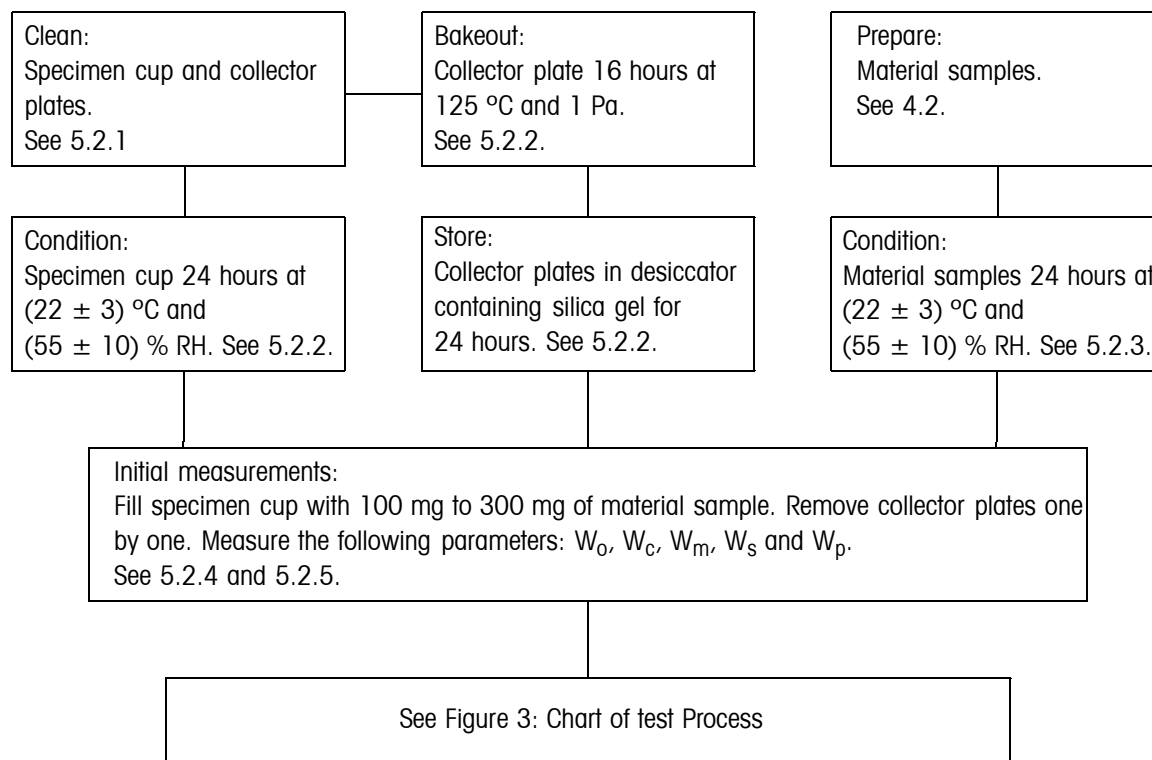 Clean:
Specimen cup and collector
plates.
See 5.2.1
Bakeout:
Collector plate 16 hours at
125 ºC and 1 Pa.
See 5.2.2.
Prepare:
Material samples.
See 4.2.
Condition:
Specimen cup 24 hours at
(22 ± 3) ºC and
(55 ± 10) % RH. See 5.2.2.
Store:
Collector plates in desiccator
containing silica gel for
24 hours. See 5.2.2.
Condition:
Material samples 24 hours at
(22 ± 3) ºC and
(55 ± 10) % RH. See 5.2.3.
Initial measurements:
Fill specimen cup with 100 mg to 300 mg of material sample. Remove collector plates one
by one. Measure the following parameters: Wo, Wc, Wm, Ws and Wp.
See 5.2.4 and 5.2.5.
See Figure 3: Chart of test Process